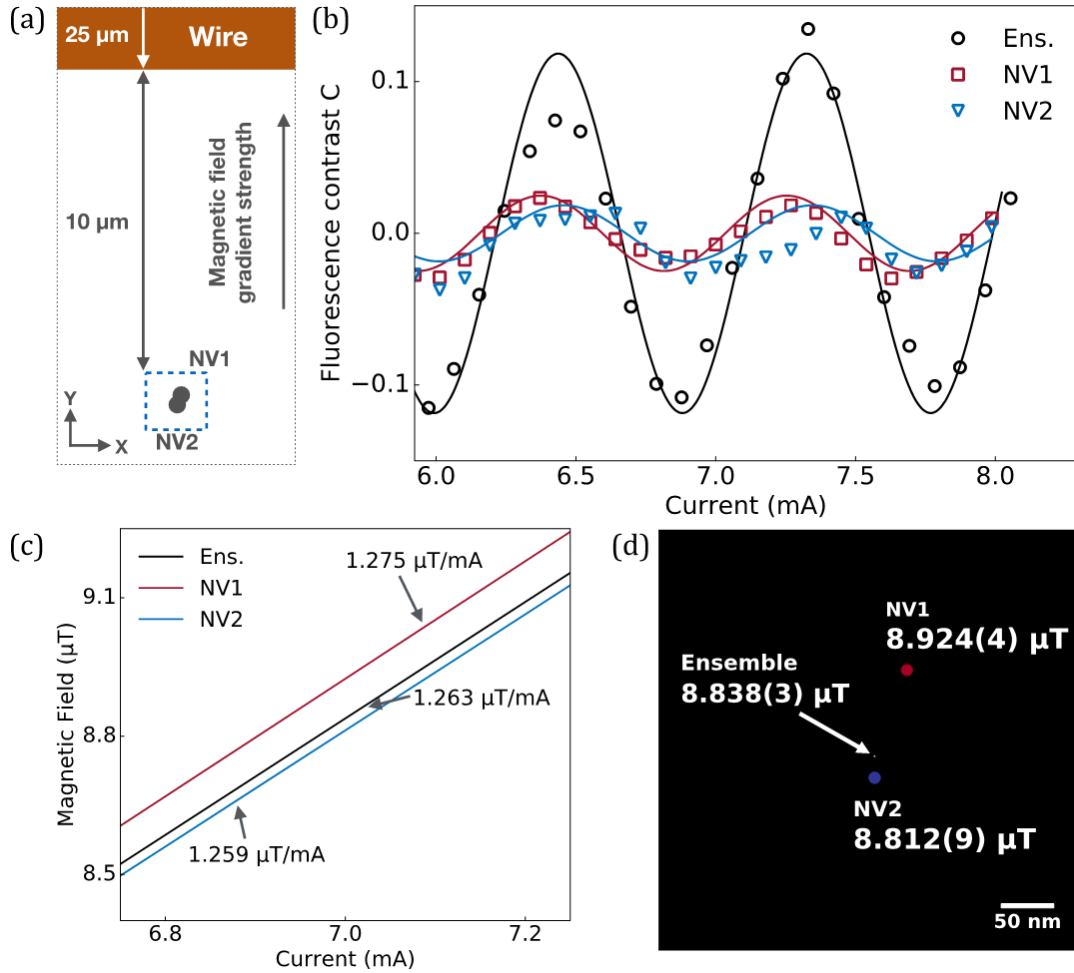 (a)
25 µm
Wire
10 µm
Magnetic field
gradient strength
NV1
NV2
Y
X
(b)
Fluorescence contrast C
0.1
0.0
−0.1
6.0
6.5
7.0
7.5
8.0
Current (mA)
Ens.
NV1
NV2
(c)
Ens.
NV1
NV2
1.275 µT/mA
1.263 µT/mA
1.259 µT/mA
Magnetic Field (µT)
9.1
8.8
8.5
6.8
7.0
7.2
Current (mA)
(d)
NV1
8.924(4) µT
Ensemble
8.838(3) µT
NV2
8.812(9) µT
50 nm